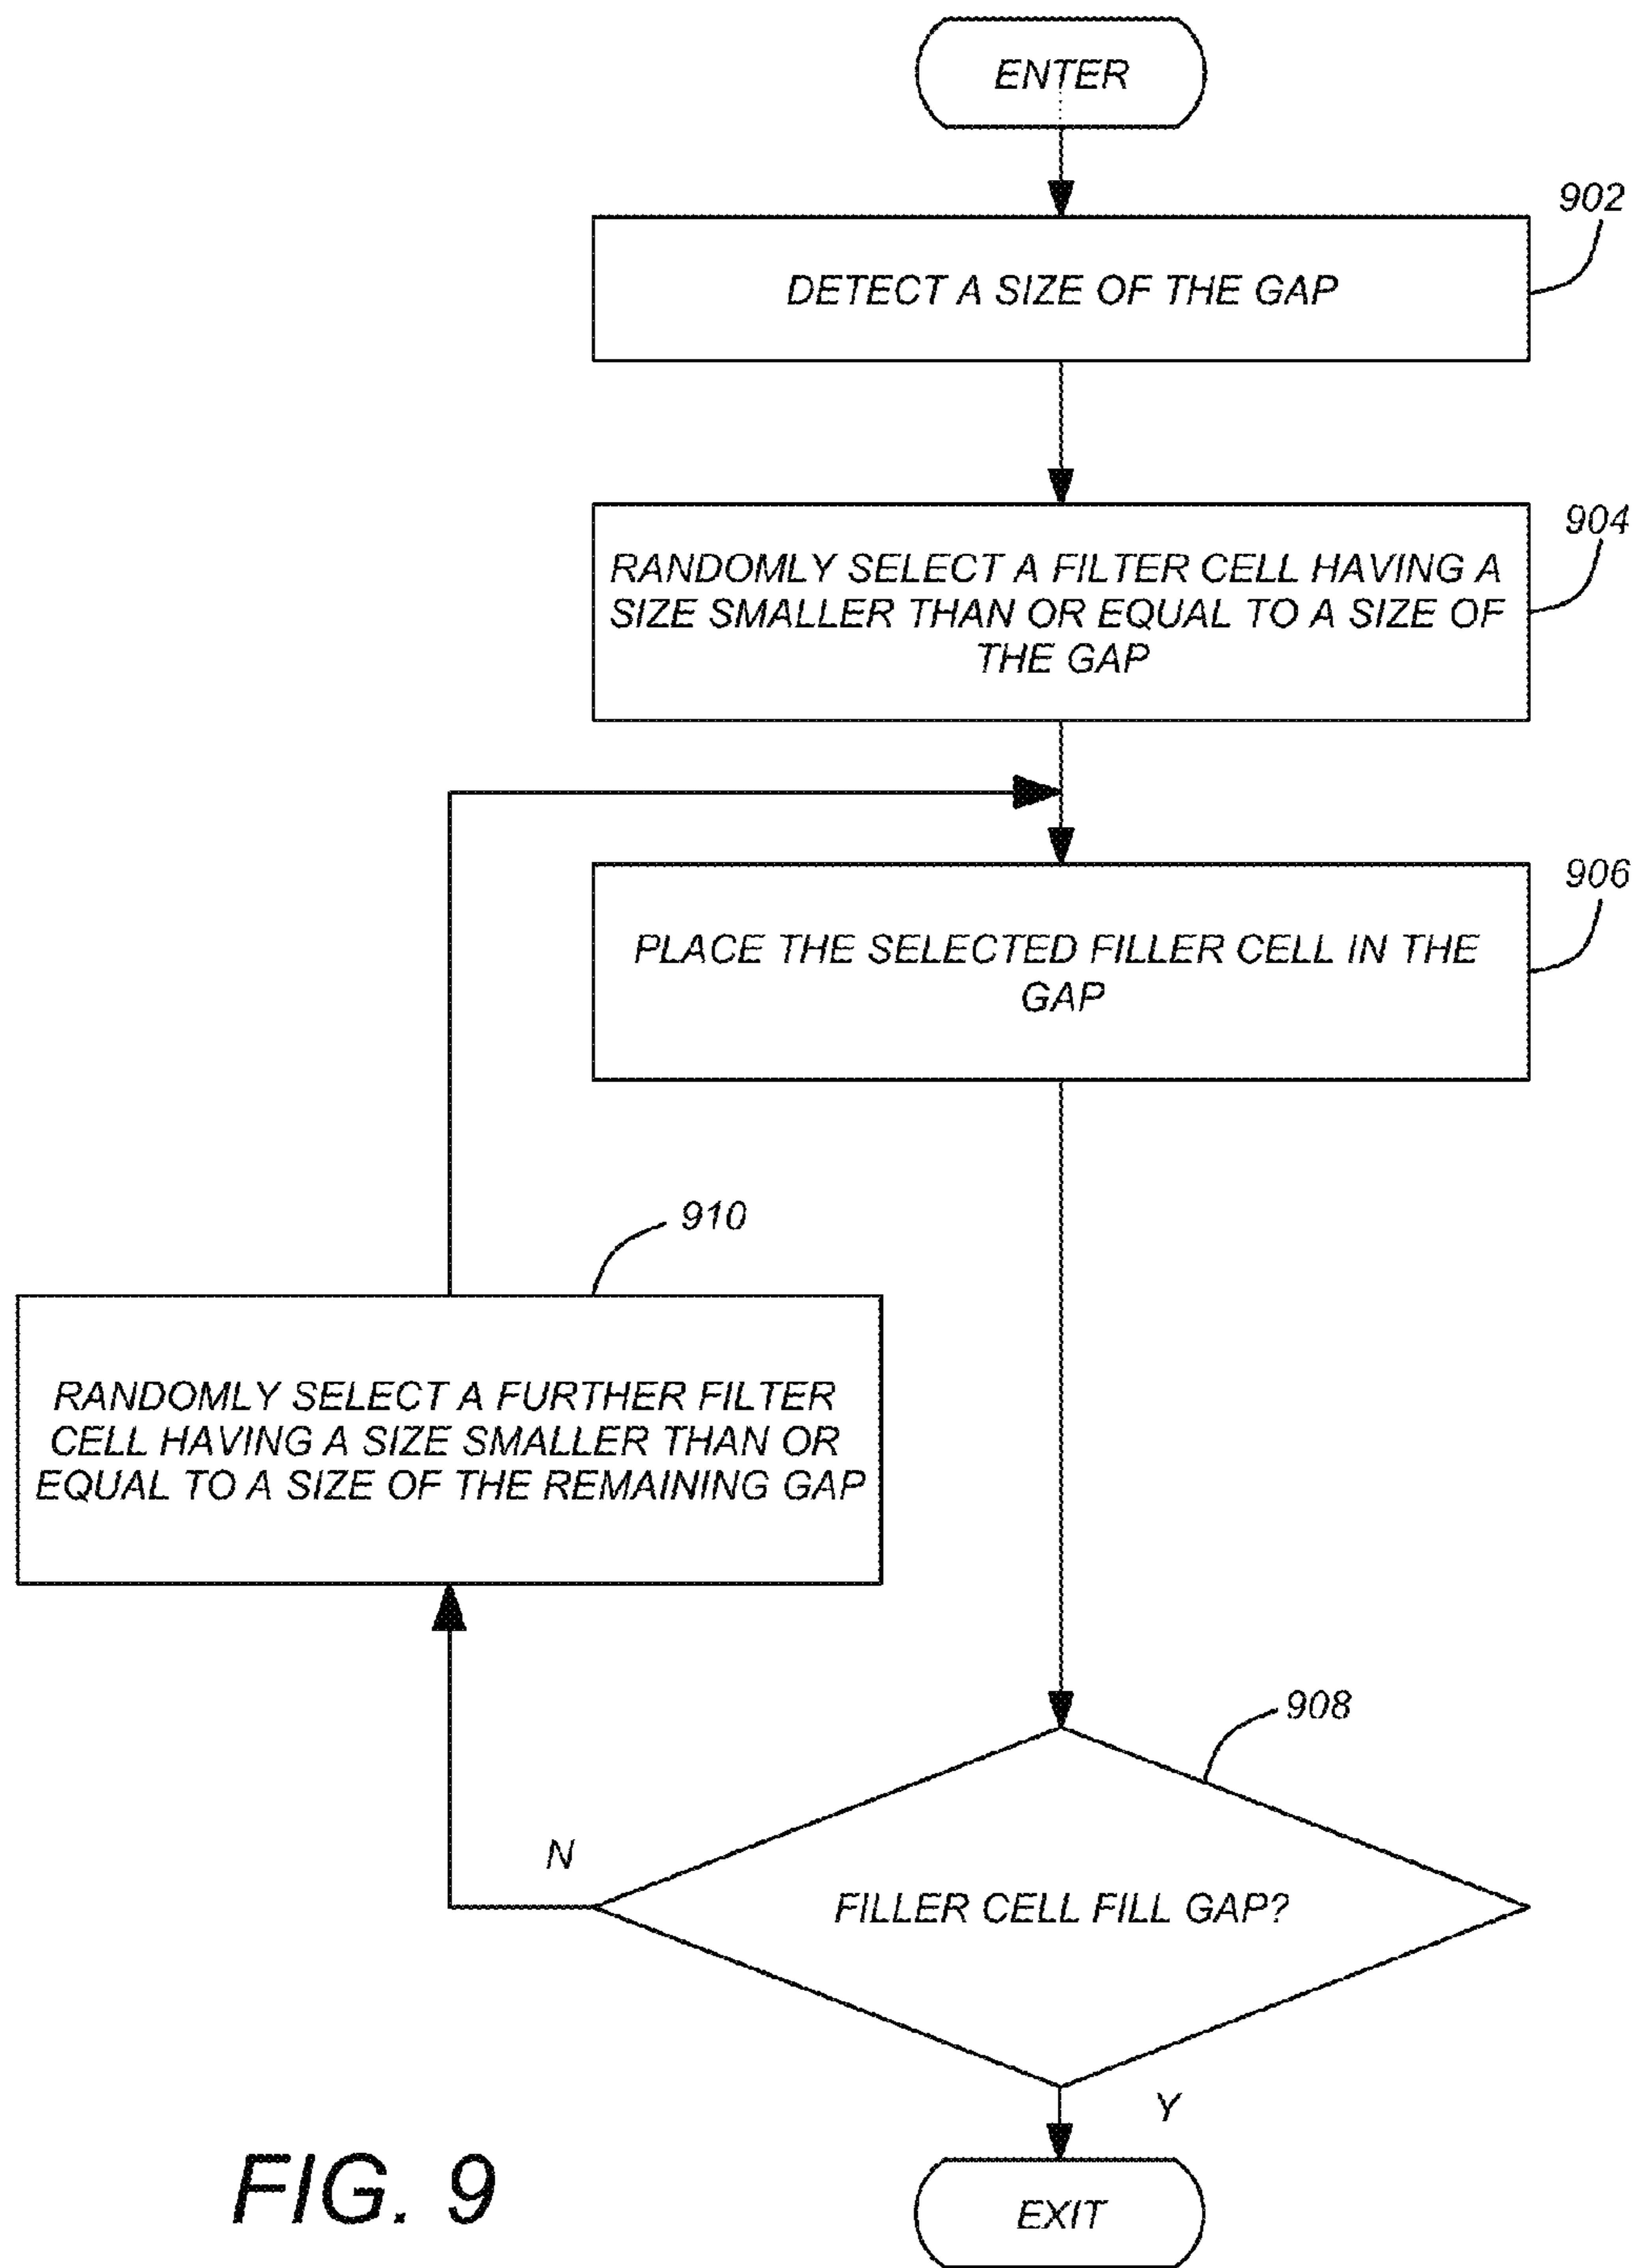 ENTER
902
DETECT A SIZE OF THE GAP
904
RANDOMLY SELECT A FILTER CELL HAVING A
SIZE SMALLER THAN OR EQUAL TO A SIZE OF
THE GAP
906
PLACE THE SELECTED FILLER CELL IN THE
GAP
910
RANDOMLY SELECT A FURTHER FILTER
CELL HAVING A SIZE SMALLER THAN OR
EQUAL TO A SIZE OF THE REMAINING GAP
908
N
FILLER CELL FILL GAP?
Y
FIG. 9
EXIT